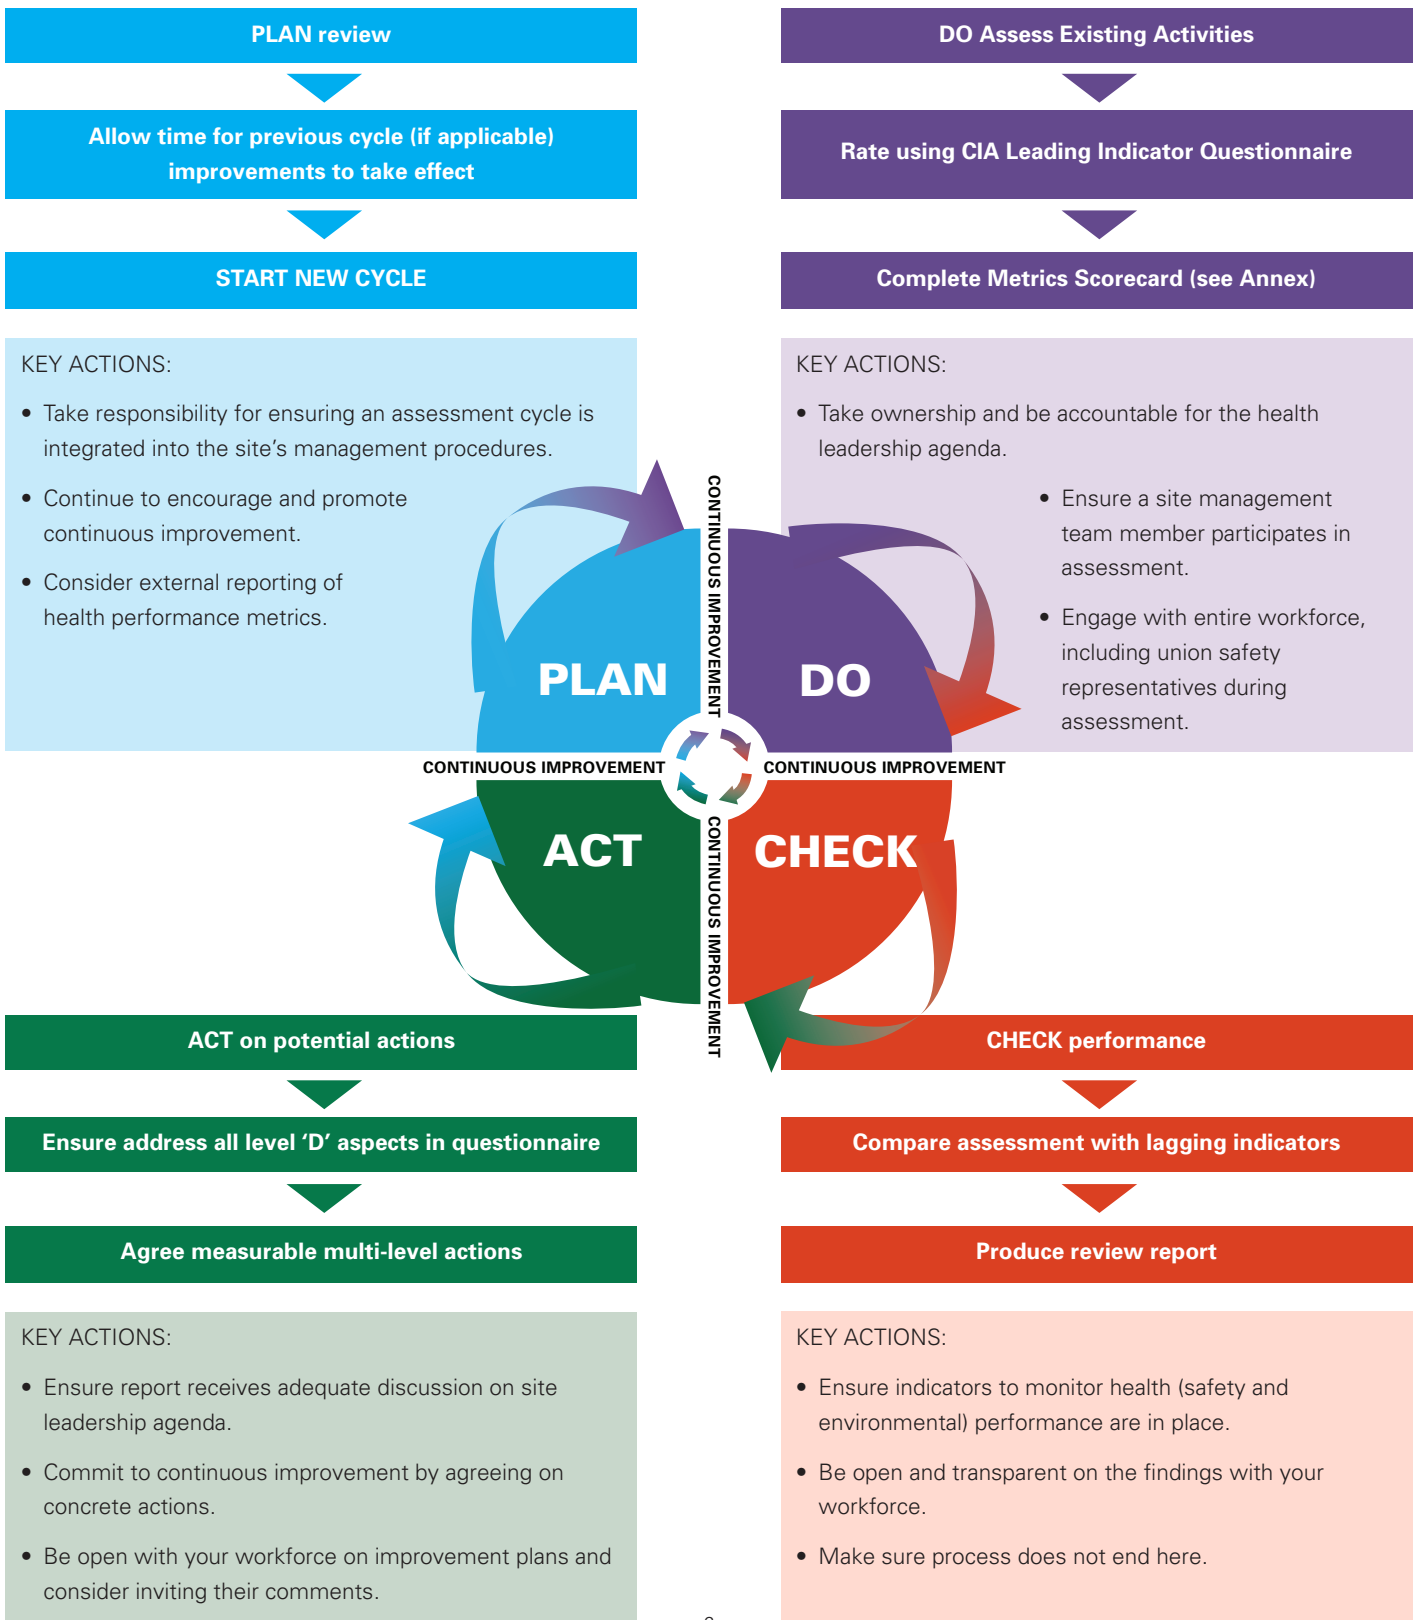 PLAN review
Allow time for previous cycle (if applicable)
improvements to take effect
START NEW CYCLE
KEY ACTIONS:
• Take responsibility for ensuring an assessment cycle is
integrated into the site’s management procedures.
• Continue to encourage and promote
continuous improvement.
• Consider external reporting of
health performance metrics.
DO Assess Existing Activities
Rate using CIA Leading Indicator Questionnaire
Complete Metrics Scorecard (see Annex)
KEY ACTIONS:
• Take ownership and be accountable for the health
leadership agenda.
• Ensure a site management
team member participates in
assessment.
• Engage with entire workforce,
including union safety
representatives during
assessment.
CONTINUOUS IMPROVEMENT
PLAN
DO
CONTINUOUS IMPROVEMENT
CONTINUOUS IMPROVEMENT
ACT
CHECK
CONTINUOUS IMPROVEMENT
ACT on potential actions
Ensure address all level ‘D’ aspects in questionnaire
Agree measurable multi-level actions
KEY ACTIONS:
• Ensure report receives adequate discussion on site
leadership agenda.
• Commit to continuous improvement by agreeing on
concrete actions.
• Be open with your workforce on improvement plans and
consider inviting their comments.
CHECK performance
Compare assessment with lagging indicators
Produce review report
KEY ACTIONS:
• Ensure indicators to monitor health (safety and
environmental) performance are in place.
• Be open and transparent on the findings with your
workforce.
• Make sure process does not end here.